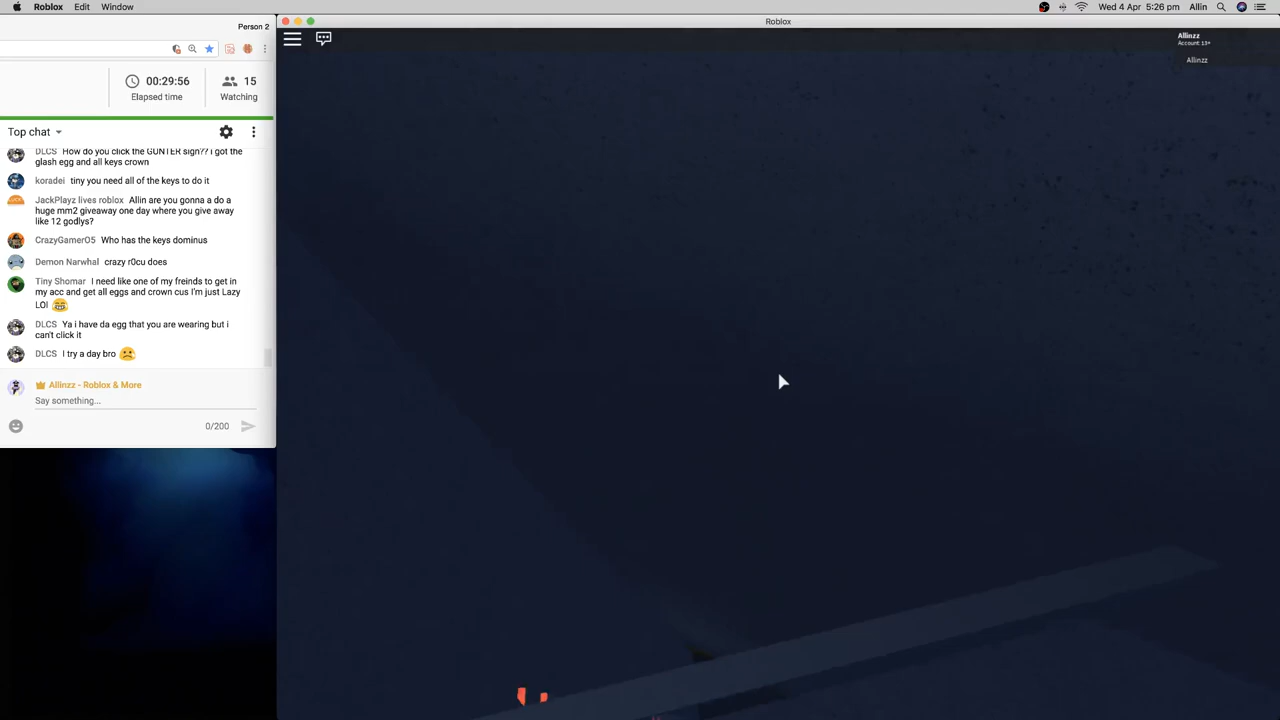 Roblox Edit Window
Wed 4 Apr 5:26 pm Allin
Person 2
Roblox
Allinzz
Account: 13+
Allinzz
00:29:56
Elapsed time
15
Watching
Top chat
DLCS How do you click the GUNTER sign?? i got the
glash egg and all keys crown
koradei tiny you need all of the keys to do it
JackPlayz lives roblox Allin are you gonna a do a
huge mm2 giveaway one day where you give away
like 12 godlys?
CrazyGamerO5 Who has the keys dominus
Demon Narwhal crazy r0cu does
Tiny Shomar I need like one of my freinds to get in
my acc and get all eggs and crown cus I'm just Lazy
LOl
DLCS Ya i have da egg that you are wearing but i
can't click it
DLCS I try a day bro
Allinzz - Roblox & More
Say something...
0/200